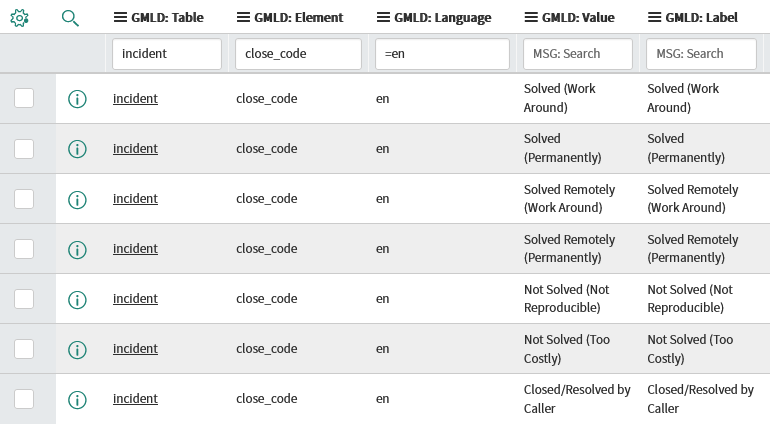 GMLD: Table GMLD: Element GMLD: Language GMLD: Value GMLD: Label
incident close_code =en MSG: Search MSG: Search
incident close_code en Solved (Work Around) Solved (Work Around)
incident close_code en Solved (Permanently) Solved (Permanently)
incident close_code en Solved Remotely (Work Around) Solved Remotely (Work Around)
incident close_code en Solved Remotely (Permanently) Solved Remotely (Permanently)
incident close_code en Not Solved (Not Reproducible) Not Solved (Not Reproducible)
incident close_code en Not Solved (Too Costly) Not Solved (Too Costly)
incident close_code en Closed/Resolved by Caller Closed/Resolved by Caller